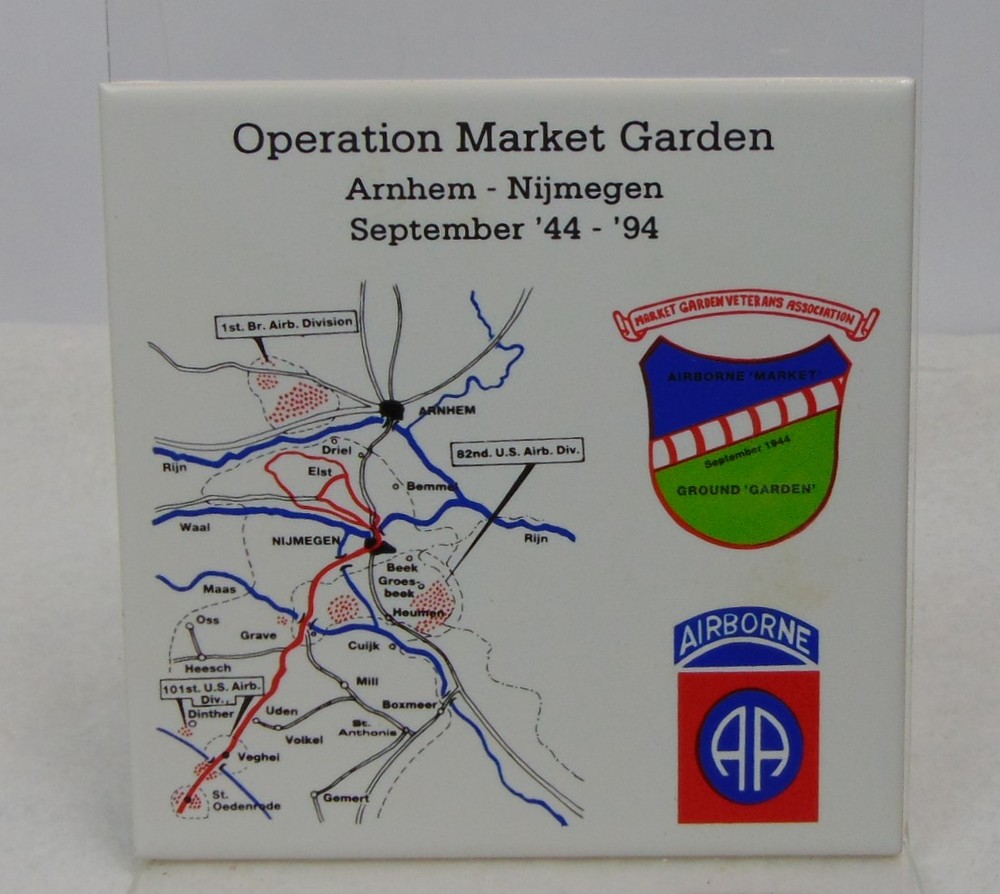 Operation Market Garden
Arnhem - Nijmegen
September '44 - '94
1st. Br. Airb. Division
ARNHEM
Driel
82nd. U.S. Airb. Div.
Rijn
Elst
Bemmel
Waal
NIJMEGEN
Rijn
Beek
Groes-
beek
Maas
Heumen
Oss
Grave
Cuijk
Heesch
Mill
101st. U.S. Airb.
Div.
Dinther
Uden
Boxmeer
Volkel
St.
Anthonis
Veghel
St.
Oedenrode
Gemert
MARKET GARDEN VETERANS ASSOCIATION
AIRBORNE 'MARKET'
September 1944
GROUND 'GARDEN'
AIRBORNE
AA